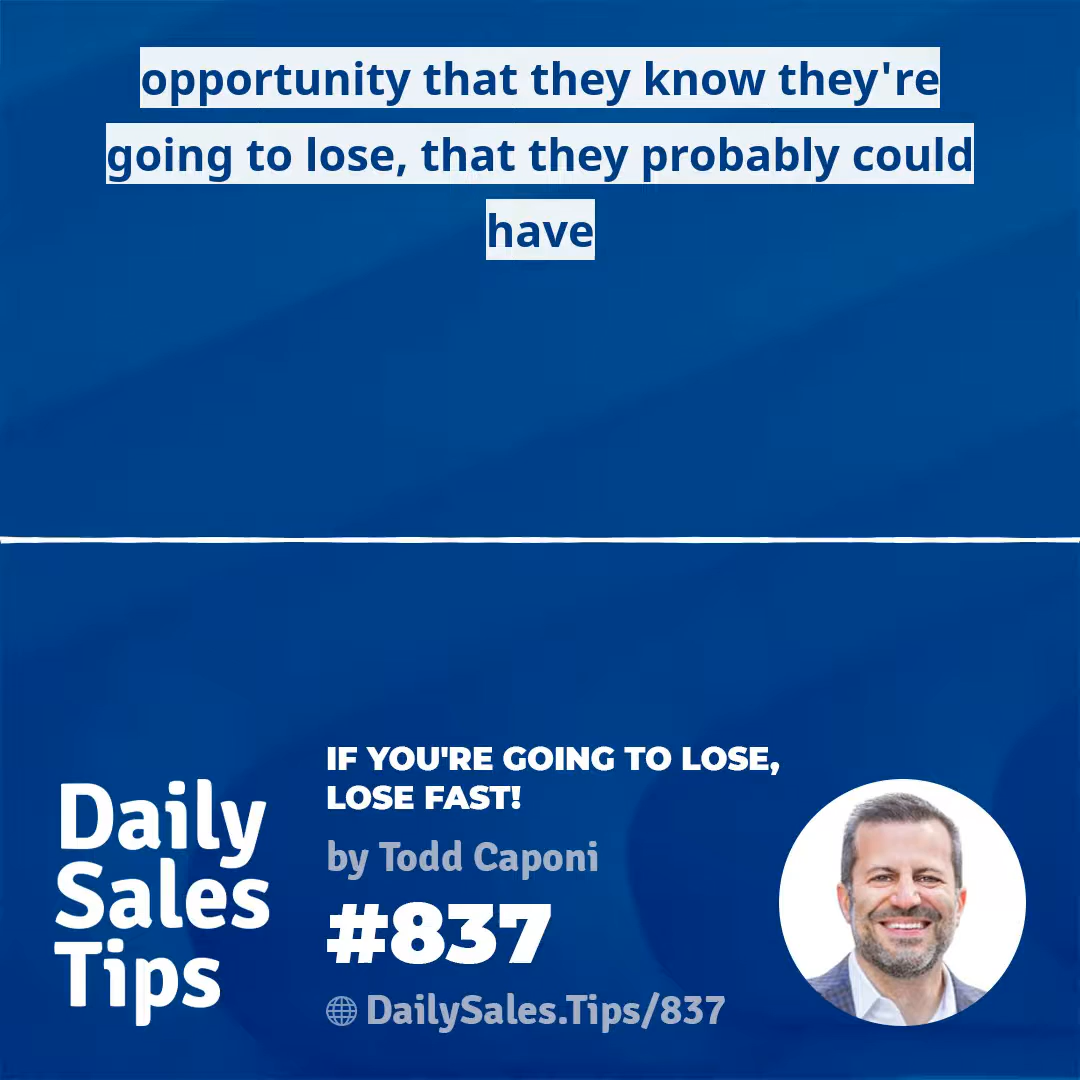 opportunity that they know they're
going to lose, that they probably could
have
IF YOU'RE GOING TO LOSE,
LOSE FAST!
by Todd Caponi
#837
DailySales.Tips/837
Daily
Sales
Tips